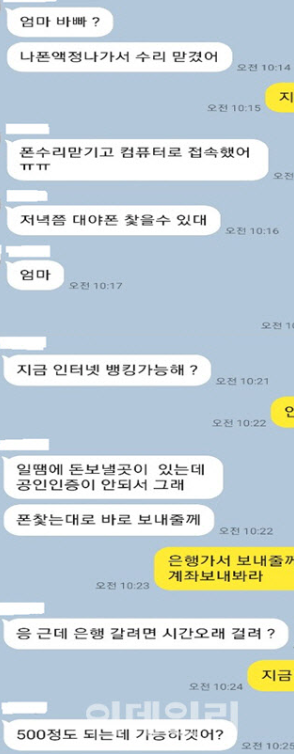 엄마 바빠 ?
나폰액정나가서 수리 맏겼어
오전 10:14
지
오전 10:15
폰수리맏기고 컴퓨터로 접속했어
ㅠㅠ
오전
저녁쯤 대야폰 찾을수 있대
오전 10:16
엄마
오전 10:17
오전 10
지금 인터넷 뱅킹가능해 ?
오전 10:21
오전 10:22
일땜에 돈보낼곳이 있는데
공인인증이 안되서 그래
폰찾는대로 바로 보내줄께
오전 10:22
은행가서 보내줄께
계좌보내봐라
오전 10:23
응 근데 은행 갈려면 시간오래 걸려 ?
지금
오전 10:24
이데일리
500정도 되는데 가능하겟어?
오전 10:25